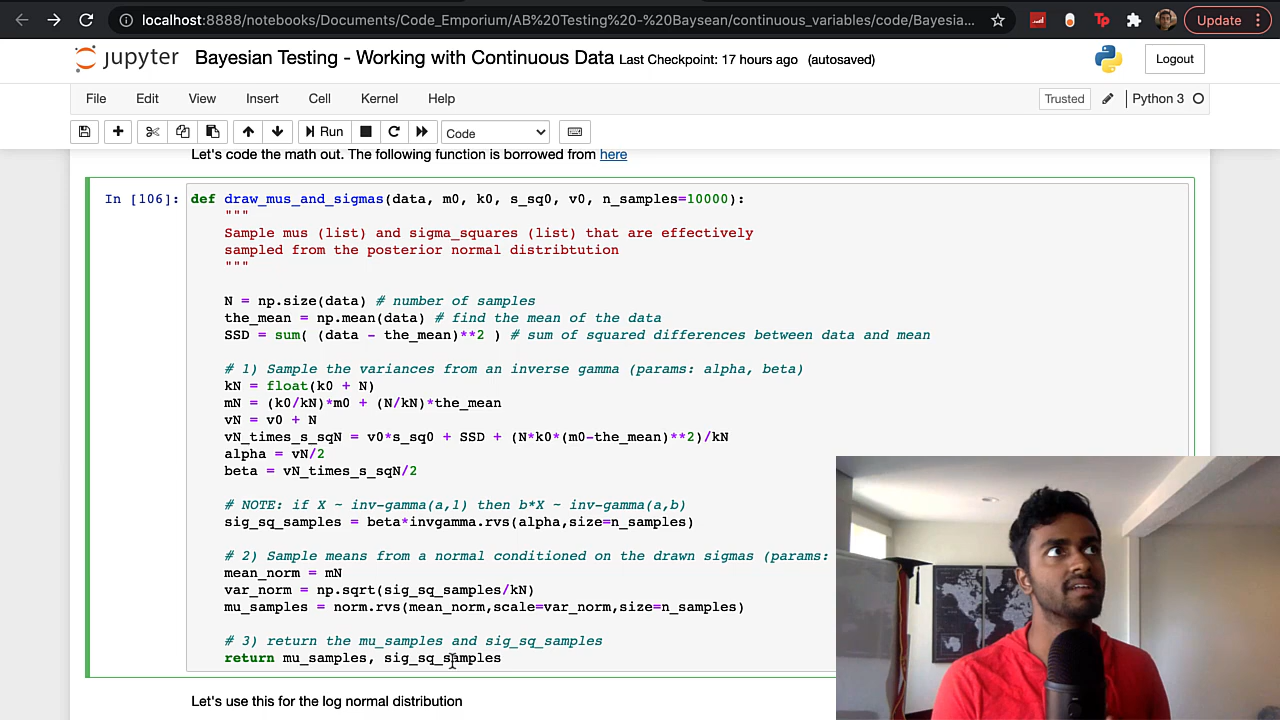 localhost:8888/notebooks/Documents/Code_Emporium/AB%20Testing%20-%20Baysean/continuous_variables/code/Bayesia...
Tp
Update
jupyter Bayesian Testing - Working with Continuous Data Last Checkpoint: 17 hours ago (autosaved)
Logout
File Edit View Insert Cell Kernel Help
Trusted Python 3
Run Code
Let's code the math out. The following function is borrowed from here
In [106]: def draw_mus_and_sigmas(data, m0, k0, s_sq0, v0, n_samples=10000):
"""
Sample mus (list) and sigma_squares (list) that are effectively
sampled from the posterior normal distribtution
"""
N = np.size(data) # number of samples
the_mean = np.mean(data) # find the mean of the data
SSD = sum( (data - the_mean)**2 ) # sum of squared differences between data and mean
# 1) Sample the variances from an inverse gamma (params: alpha, beta)
kN = float(k0 + N)
mN = (k0/kN)*m0 + (N/kN)*the_mean
vN = v0 + N
vN_times_s_sqN = v0*s_sq0 + SSD + (N*k0*(m0-the_mean)**2)/kN
alpha = vN/2
beta = vN_times_s_sqN/2
# NOTE: if X ~ inv-gamma(a,1) then b*X ~ inv-gamma(a,b)
sig_sq_samples = beta*invgamma.rvs(alpha,size=n_samples)
# 2) Sample means from a normal conditioned on the drawn sigmas (params:
mean_norm = mN
var_norm = np.sqrt(sig_sq_samples/kN)
mu_samples = norm.rvs(mean_norm,scale=var_norm,size=n_samples)
# 3) return the mu_samples and sig_sq_samples
return mu_samples, sig_sq_samples
Let's use this for the log normal distribution